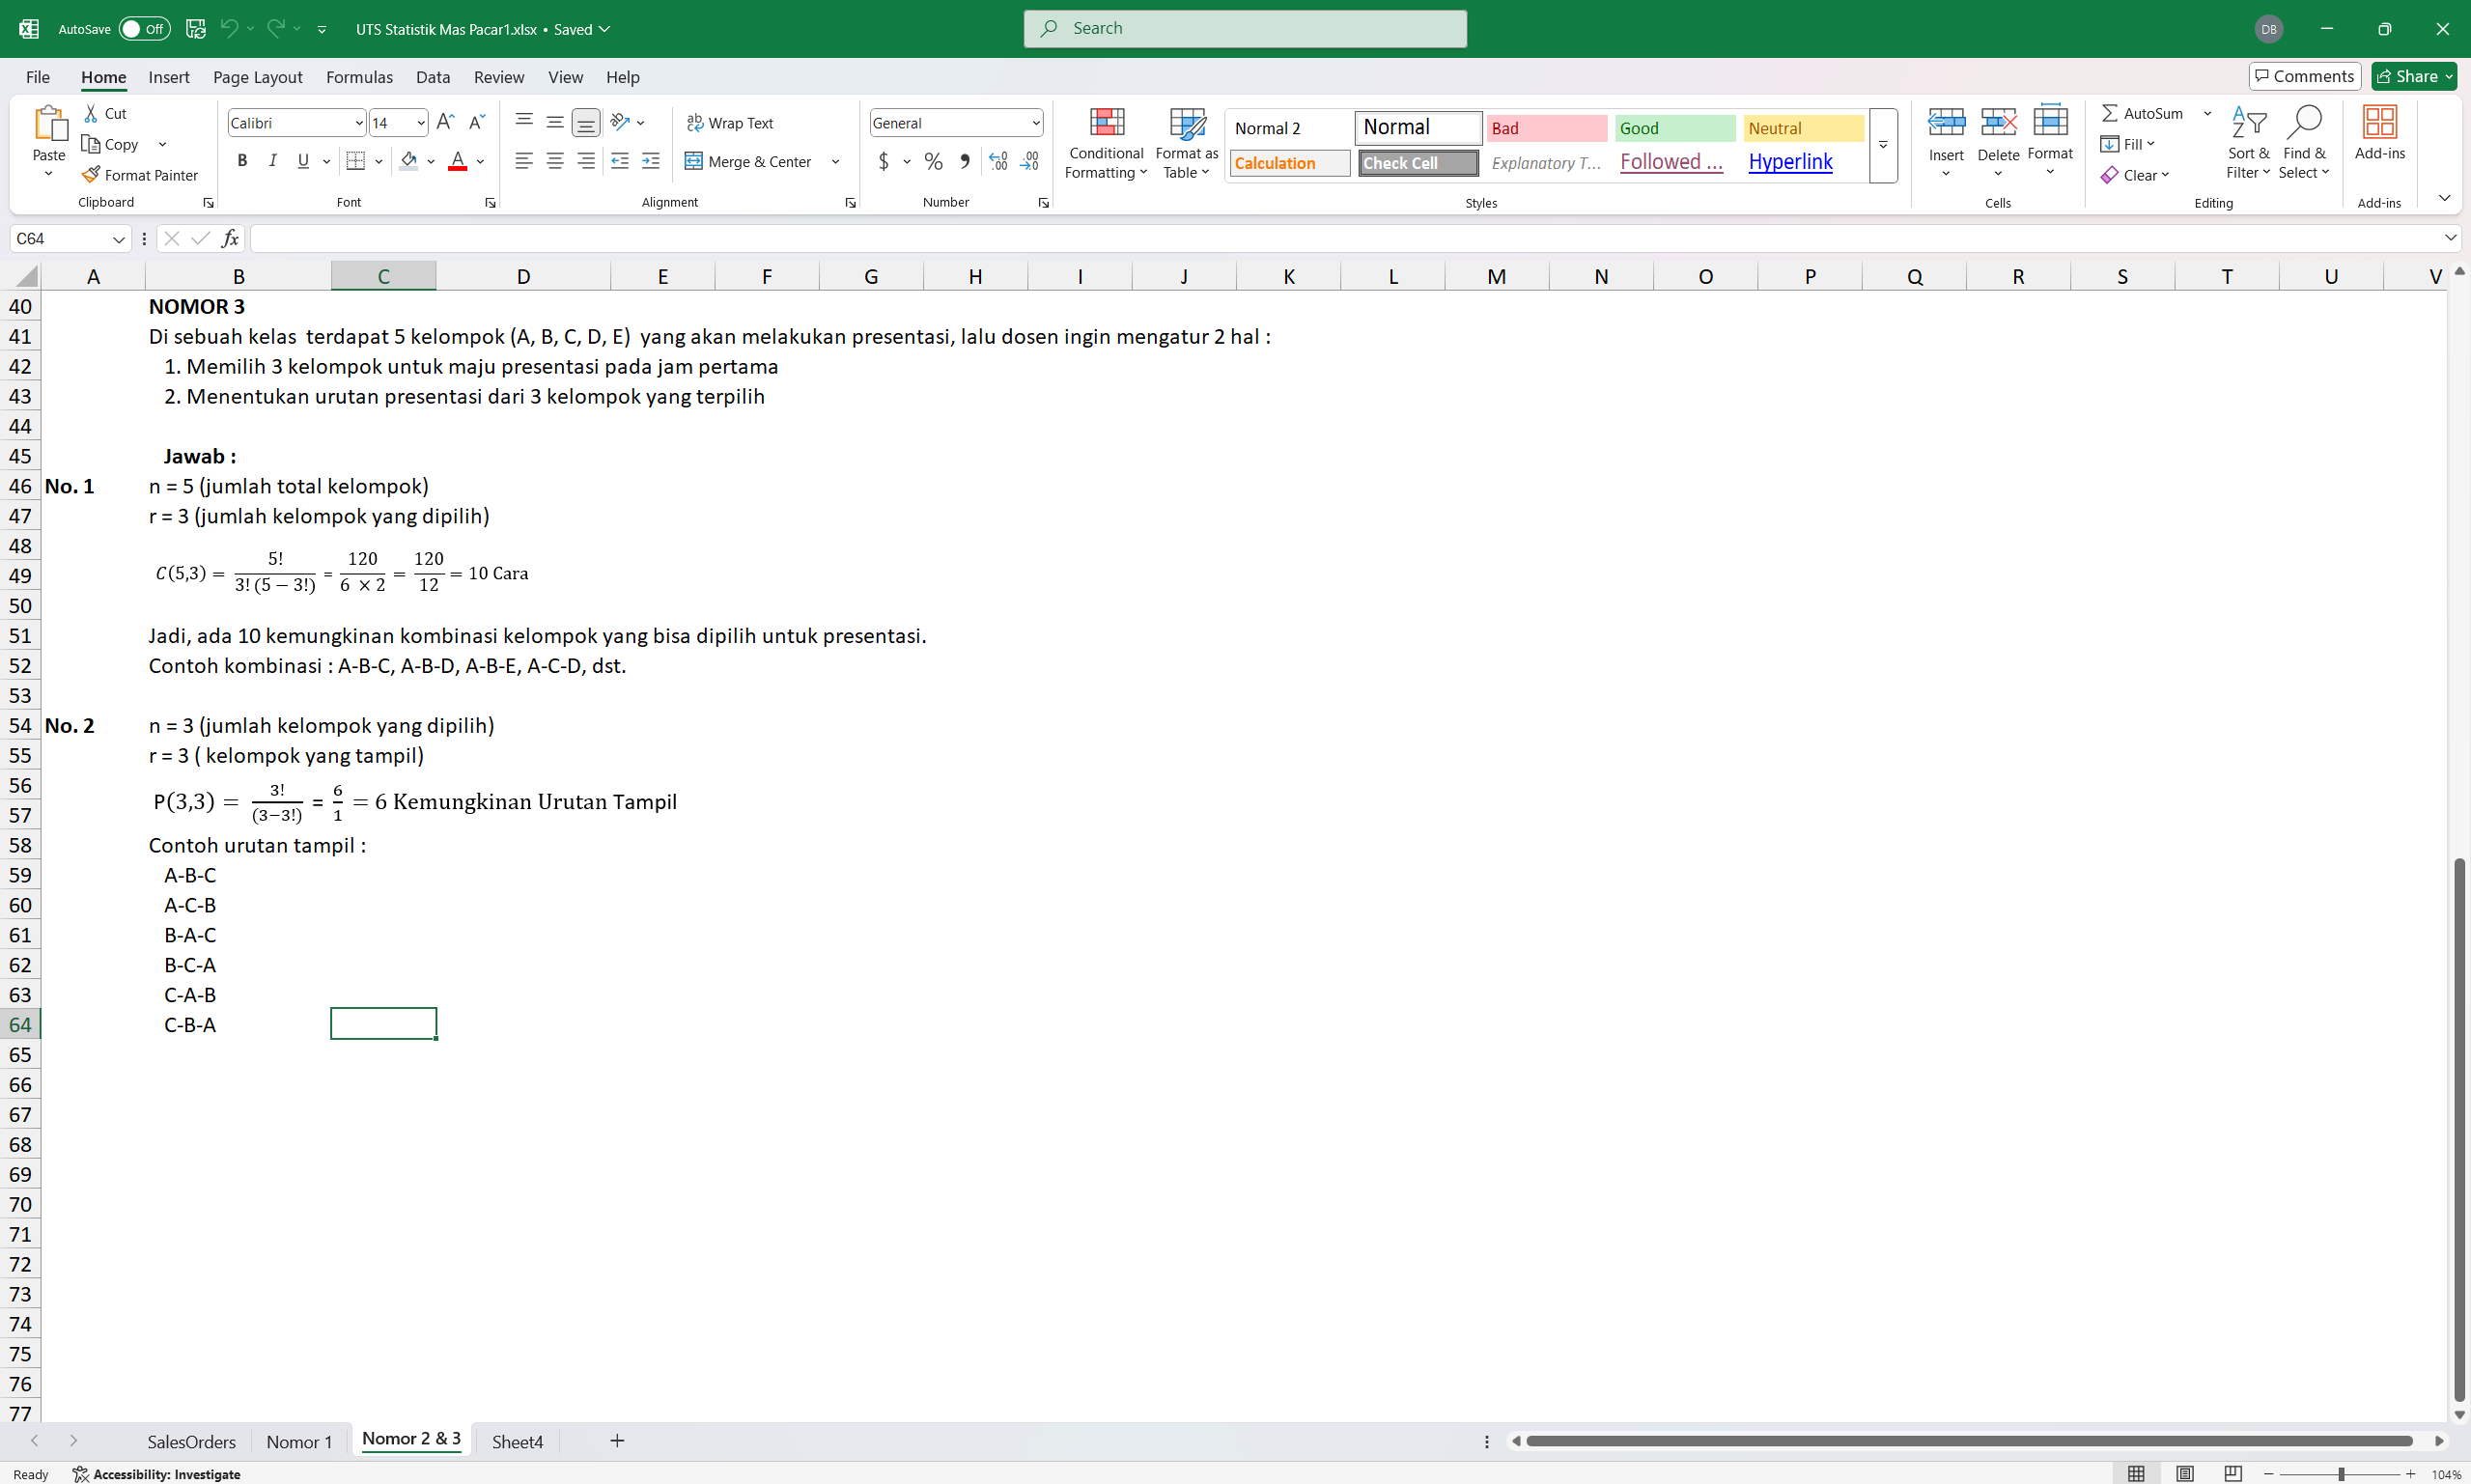 AutoSave Off UTS Statistik Mas Pacar1.xlsx • Saved Search DB
File Home Insert Page Layout Formulas Data Review View Help Comments Share
Paste Cut Copy Format Painter Clipboard
Calibri 14 B I U A Font
Wrap Text Merge & Center Alignment
General $ % Number
Conditional Formatting Format as Table
Normal 2 Normal Bad Good Neutral
Calculation Check Cell Explanatory T... Followed ... Hyperlink
Styles
Insert Delete Format Cells
AutoSum Fill Clear Sort & Filter Find & Select Editing
Add-ins Add-ins
C64 fx
A B C D E F G H I J K L M N O P Q R S T U V
40 NOMOR 3
41 Di sebuah kelas terdapat 5 kelompok (A, B, C, D, E) yang akan melakukan presentasi, lalu dosen ingin mengatur 2 hal :
42 1. Memilih 3 kelompok untuk maju presentasi pada jam pertama
43 2. Menentukan urutan presentasi dari 3 kelompok yang terpilih
44
45 Jawab :
46 No. 1 n = 5 (jumlah total kelompok)
47 r = 3 (jumlah kelompok yang dipilih)
48
49 C(5,3) = 5! / 3! (5 − 3!) = 120 / 6 × 2 = 120 / 12 = 10 Cara
50
51 Jadi, ada 10 kemungkinan kombinasi kelompok yang bisa dipilih untuk presentasi.
52 Contoh kombinasi : A-B-C, A-B-D, A-B-E, A-C-D, dst.
53
54 No. 2 n = 3 (jumlah kelompok yang dipilih)
55 r = 3 ( kelompok yang tampil)
56
57 P(3,3) = 3! / (3−3!) = 6 / 1 = 6 Kemungkinan Urutan Tampil
58 Contoh urutan tampil :
59 A-B-C
60 A-C-B
61 B-A-C
62 B-C-A
63 C-A-B
64 C-B-A
65
66
67
68
69
70
71
72
73
74
75
76
77
SalesOrders Nomor 1 Nomor 2 & 3 Sheet4 +
Ready Accessibility: Investigate 104%